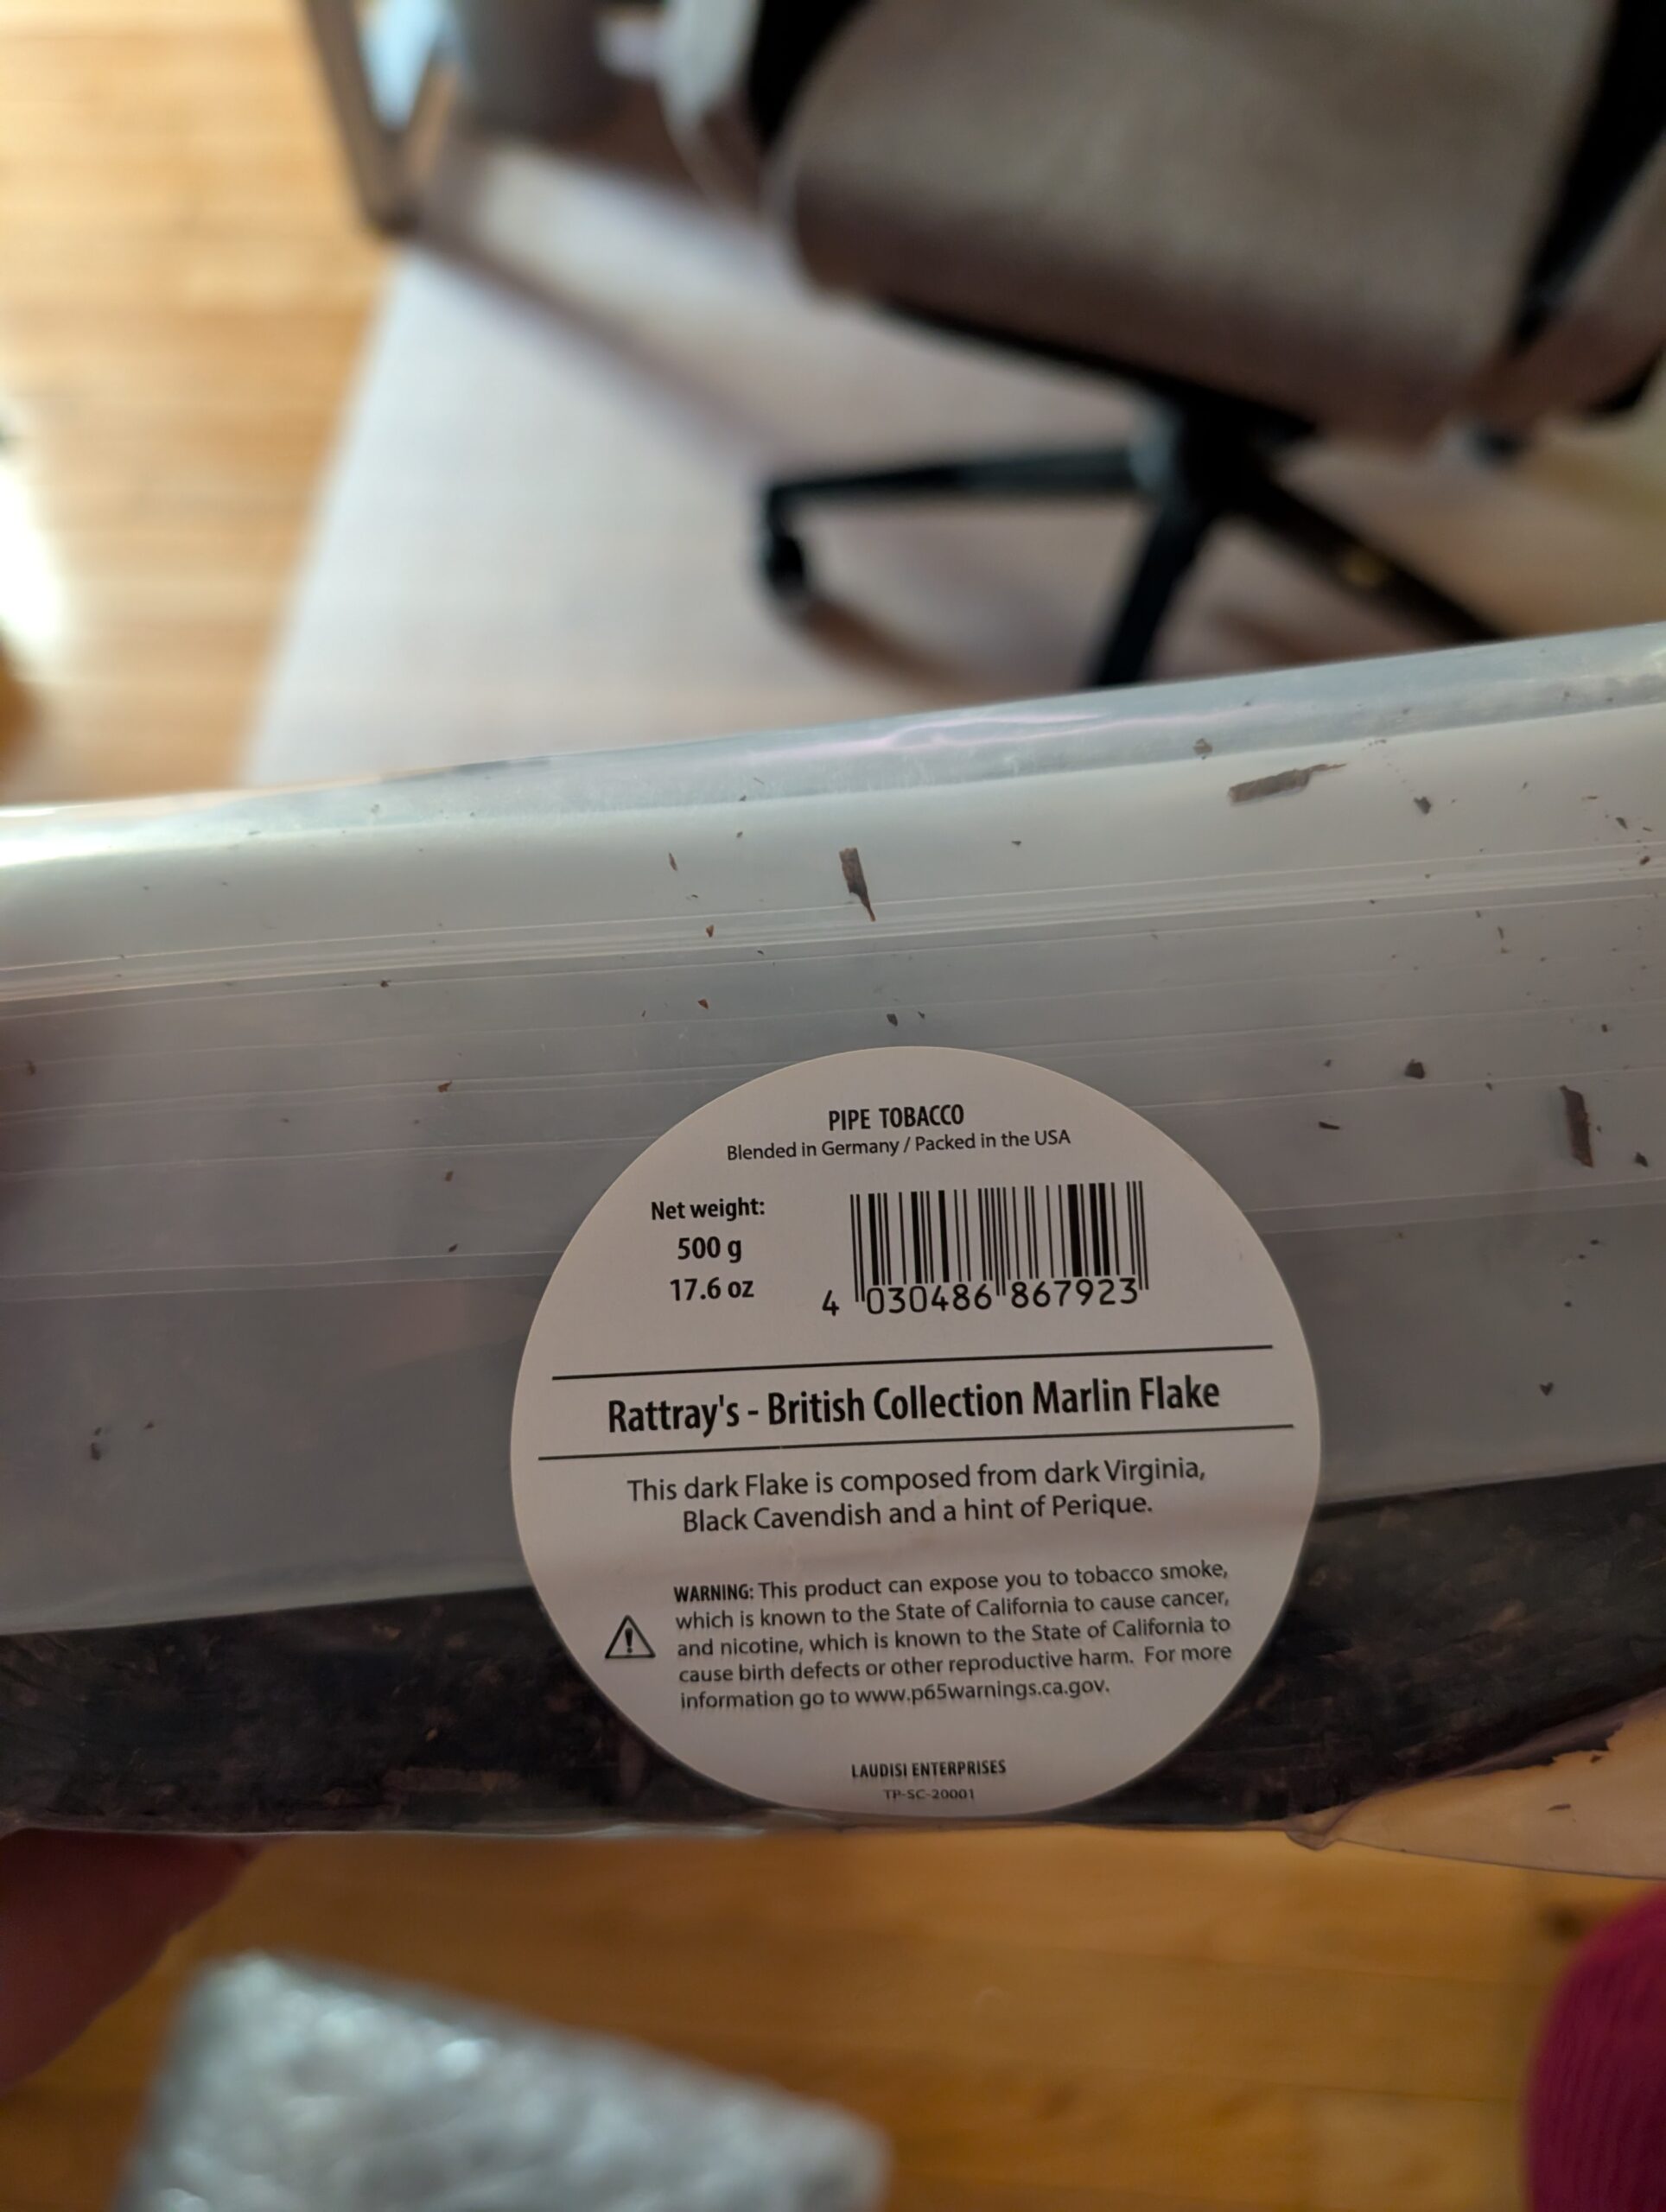 PIPE TOBACCO
Blended in Germany / Packed in the USA
Net weight:
500 g
17.6 oz
4 030486 867923
Rattray's - British Collection Marlin Flake
This dark Flake is composed from dark Virginia,
Black Cavendish and a hint of Perique.
WARNING: This product can expose you to tobacco smoke,
which is known to the State of California to cause cancer,
and nicotine, which is known to the State of California to
cause birth defects or other reproductive harm. For more
information go to www.p65warnings.ca.gov.
LAUDISI ENTERPRISES
TP-SC-20001